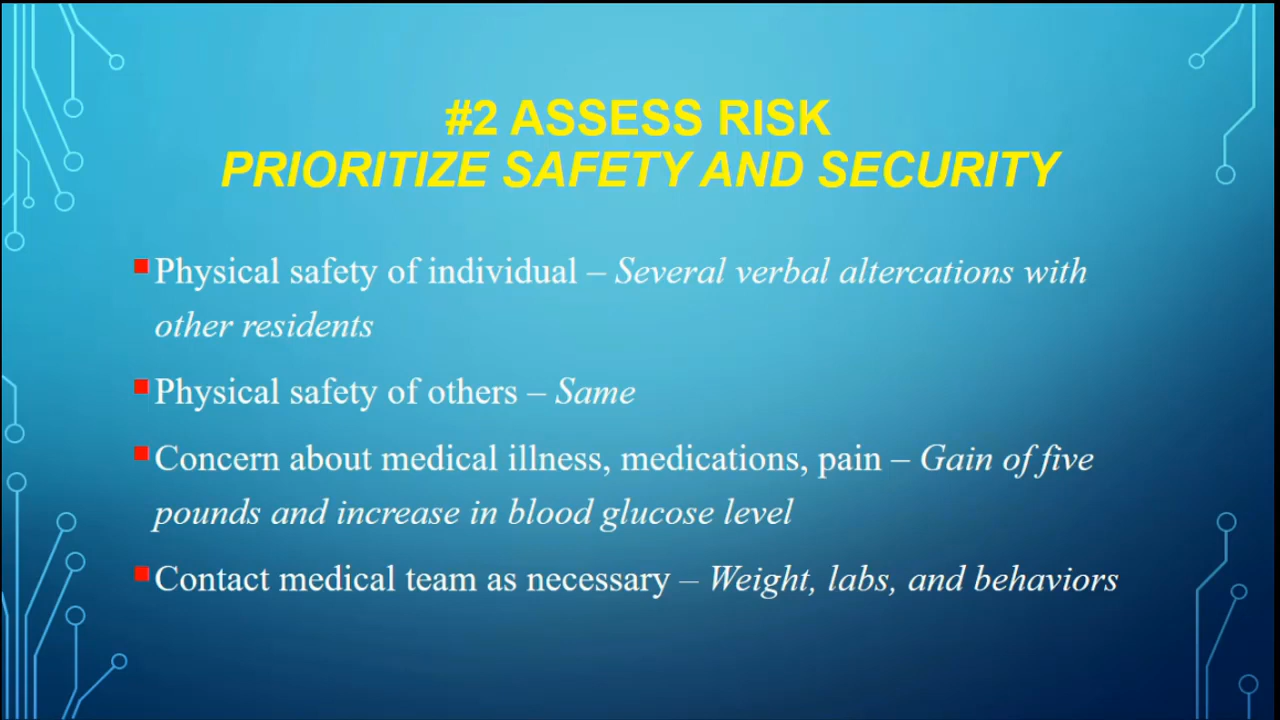 #2 ASSESS RISK
PRIORITIZE SAFETY AND SECURITY
Physical safety of individual – Several verbal altercations with
other residents
Physical safety of others – Same
Concern about medical illness, medications, pain – Gain of five
pounds and increase in blood glucose level
Contact medical team as necessary – Weight, labs, and behaviors